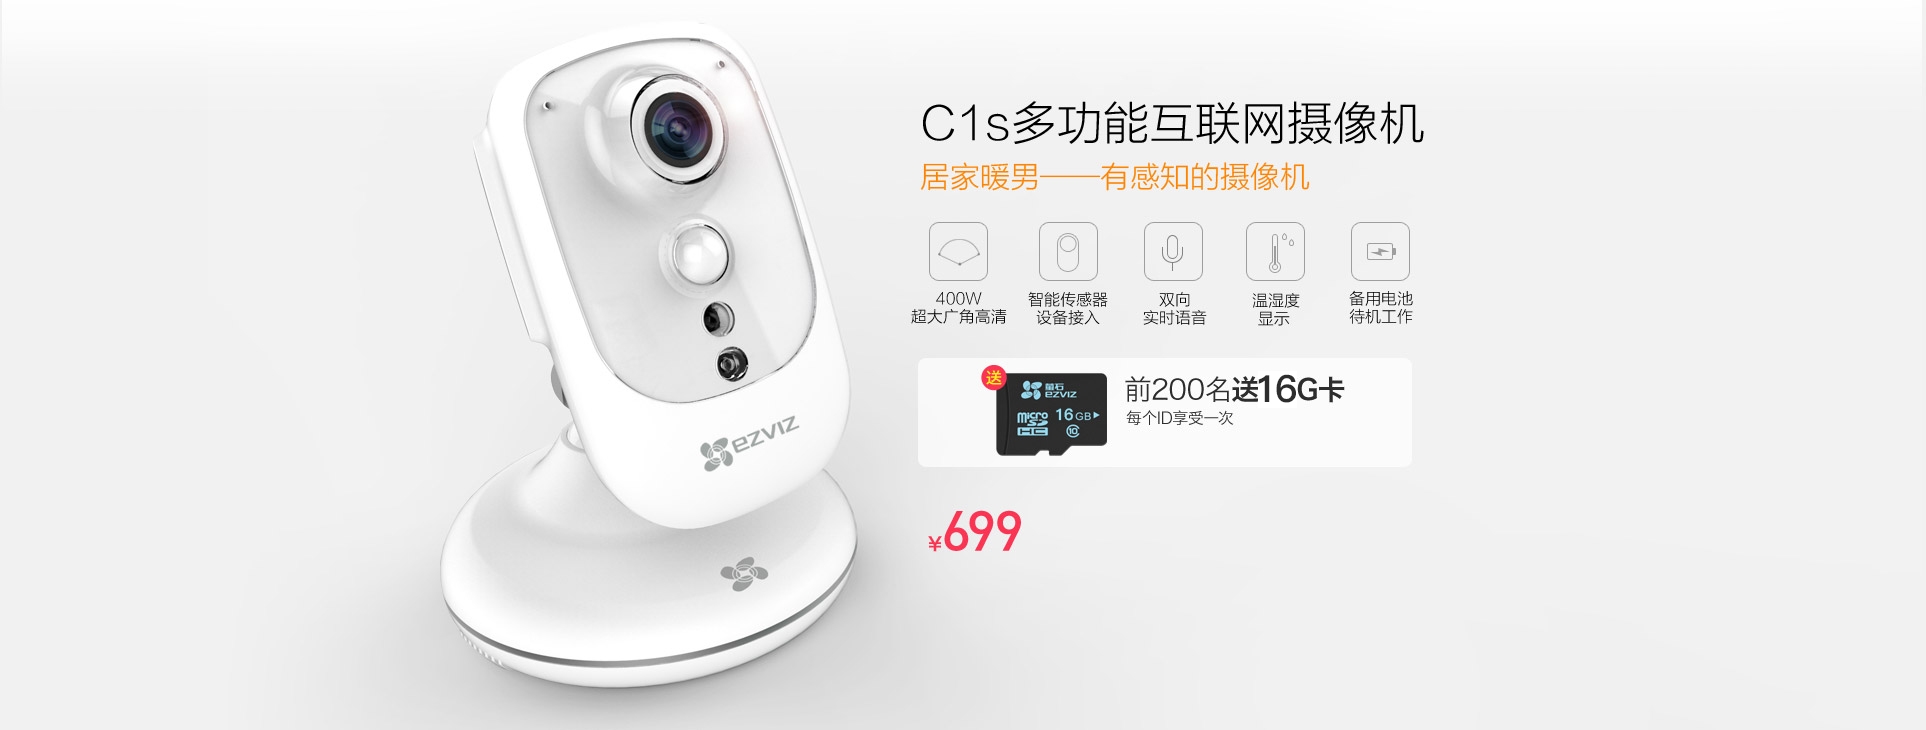 C1s多功能互联网摄像机
居家暖男——有感知的摄像机
400W
超大广角高清
智能传感器
设备接入
双向
实时语音
温湿度
显示
备用电池
待机工作
送
萤石
ezviz
micro
SD
HC
16GB
10
前200名送16G卡
每个ID享受一次
¥699
ezviz